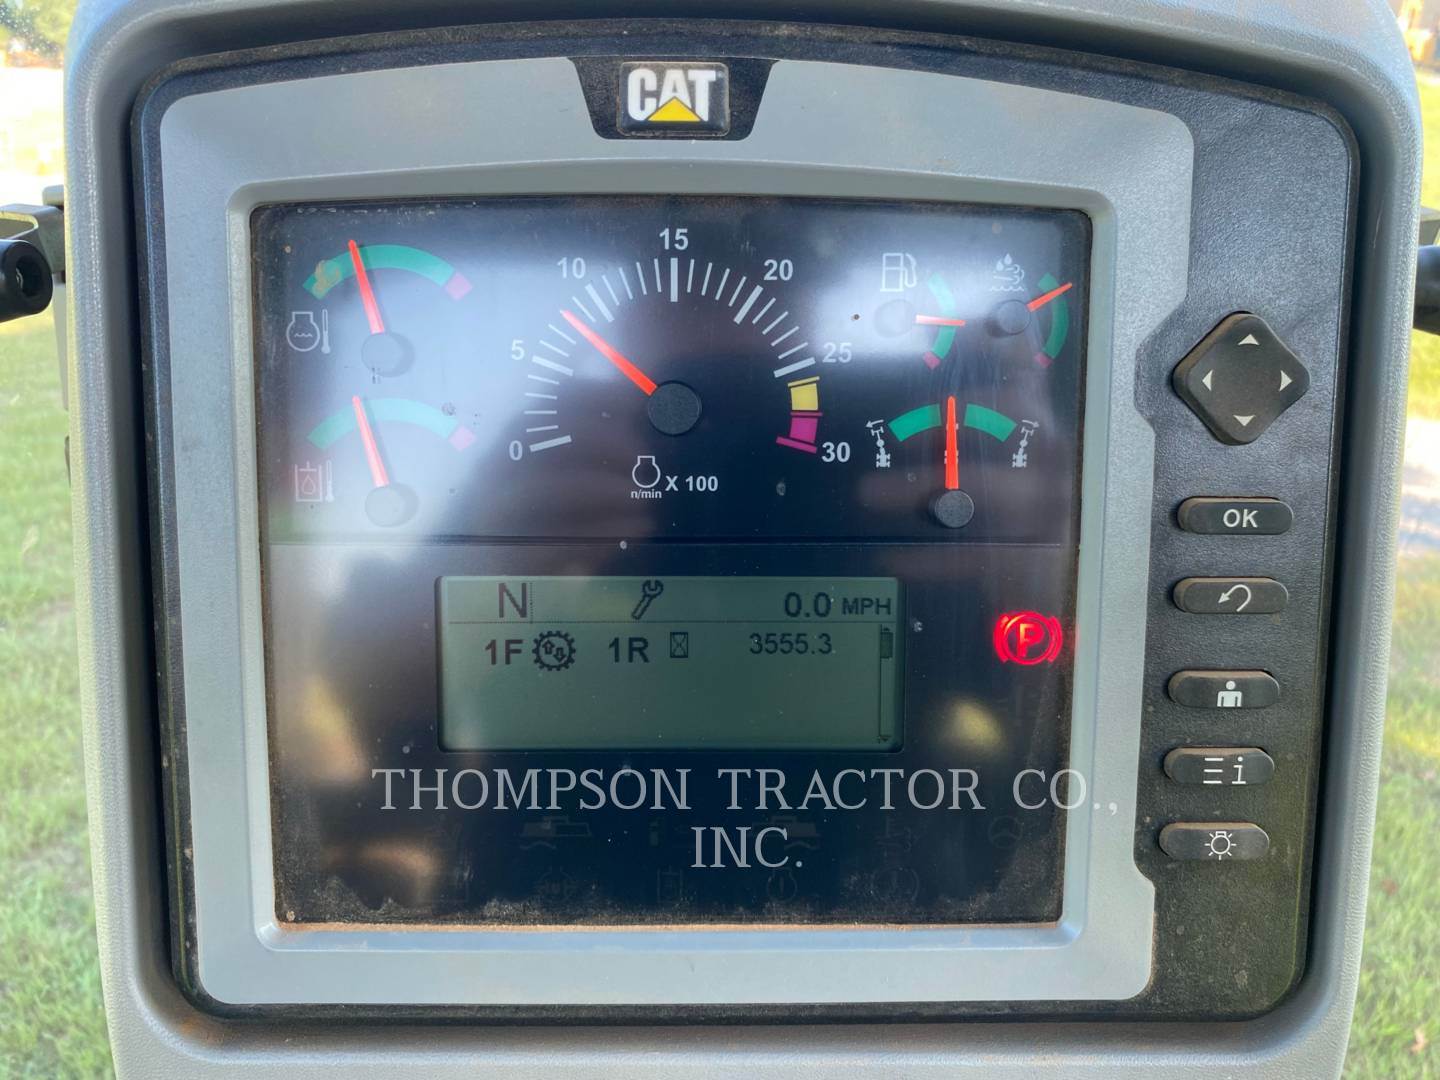 CAT
15
10
20
5
25
0
30
n/min X 100
OK
N
0.0 MPH
1F 1R 3555.3
P
i
THOMPSON TRACTOR CO.,
INC.